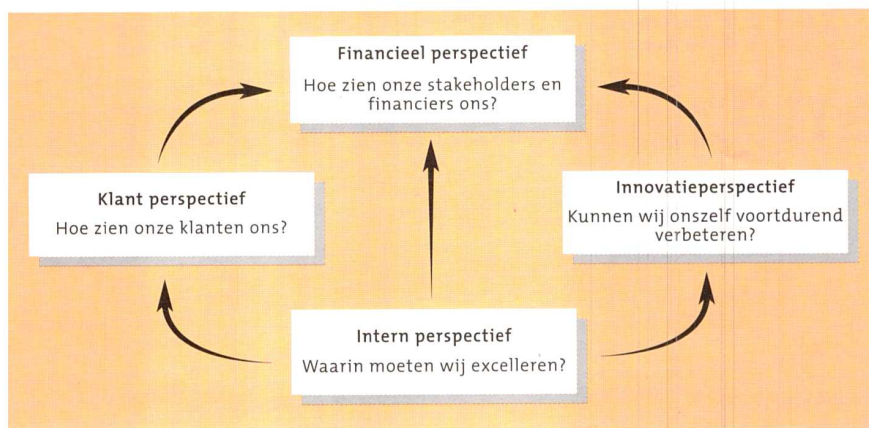 Financieel perspectief
Hoe zien onze stakeholders en
financiers ons?
Klant perspectief
Hoe zien onze klanten ons?
Innovatieperspectief
Kunnen wij onszelf voortdurend
verbeteren?
Intern perspectief
Waarin moeten wij excelleren?